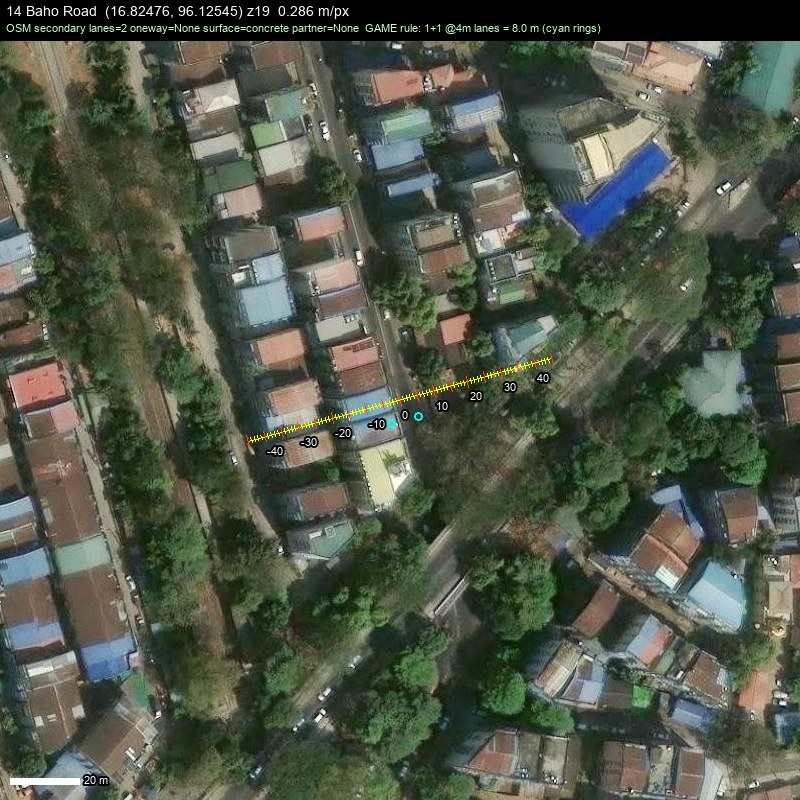 14 Baho Road  (16.82476, 96.12545) z19  0.286 m/px
OSM secondary lanes=2 oneway=None surface=concrete partner=None  GAME rule: 1+1 @4m lanes = 8.0 m (cyan rings)
-40 -30 -20 -10 0 10 20 30 40
20 m